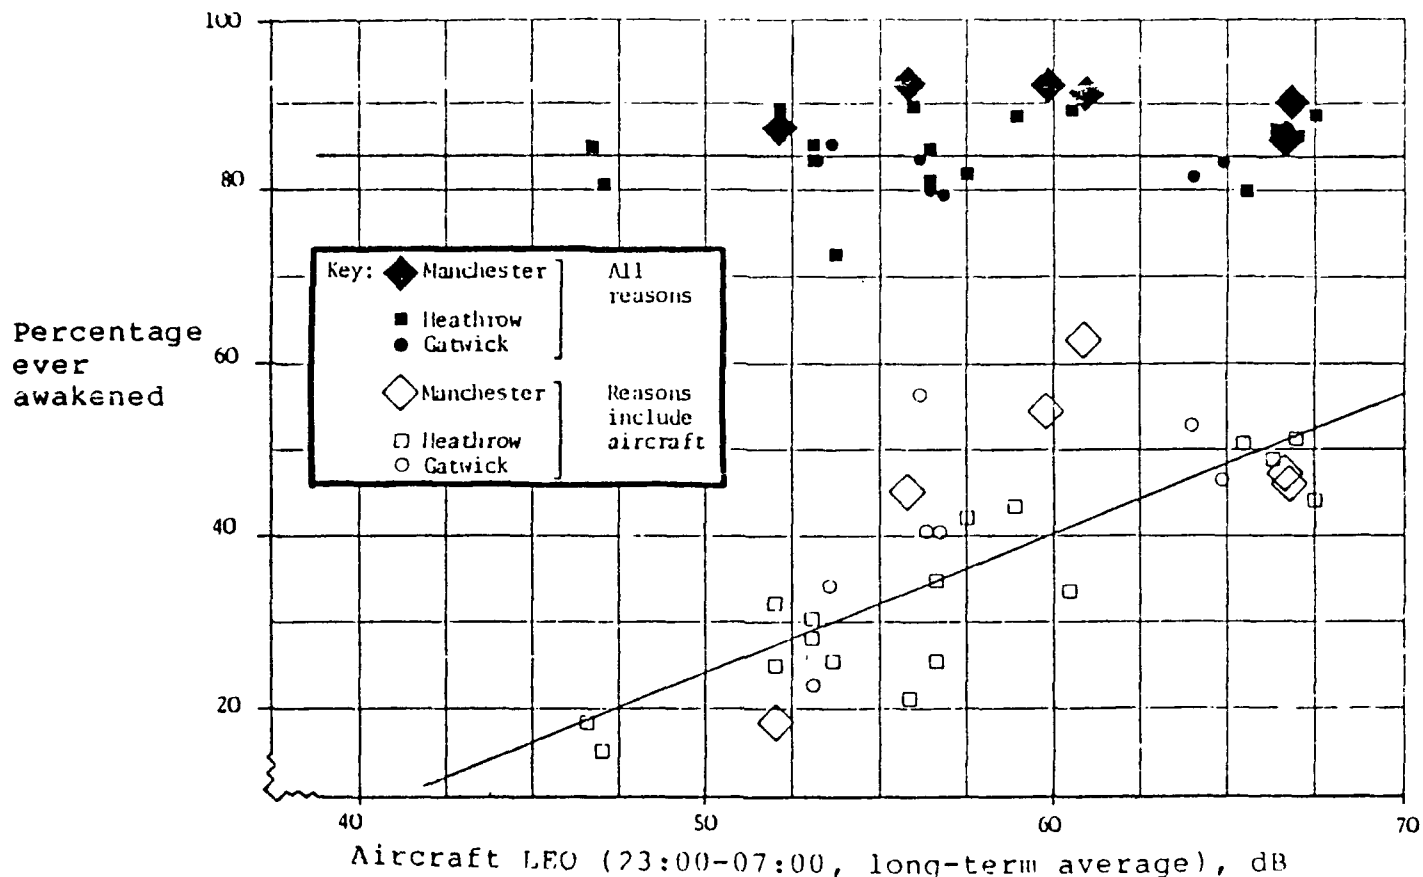 100
80
60
40
20
Percentage
ever
awakened
Key: Manchester
All
reasons
Heathrow
Gatwick
Manchester
Reasons
include
aircraft
Heathrow
Gatwick
40 50 60 70
Aircraft LEQ (23:00-07:00, long-term average), dB